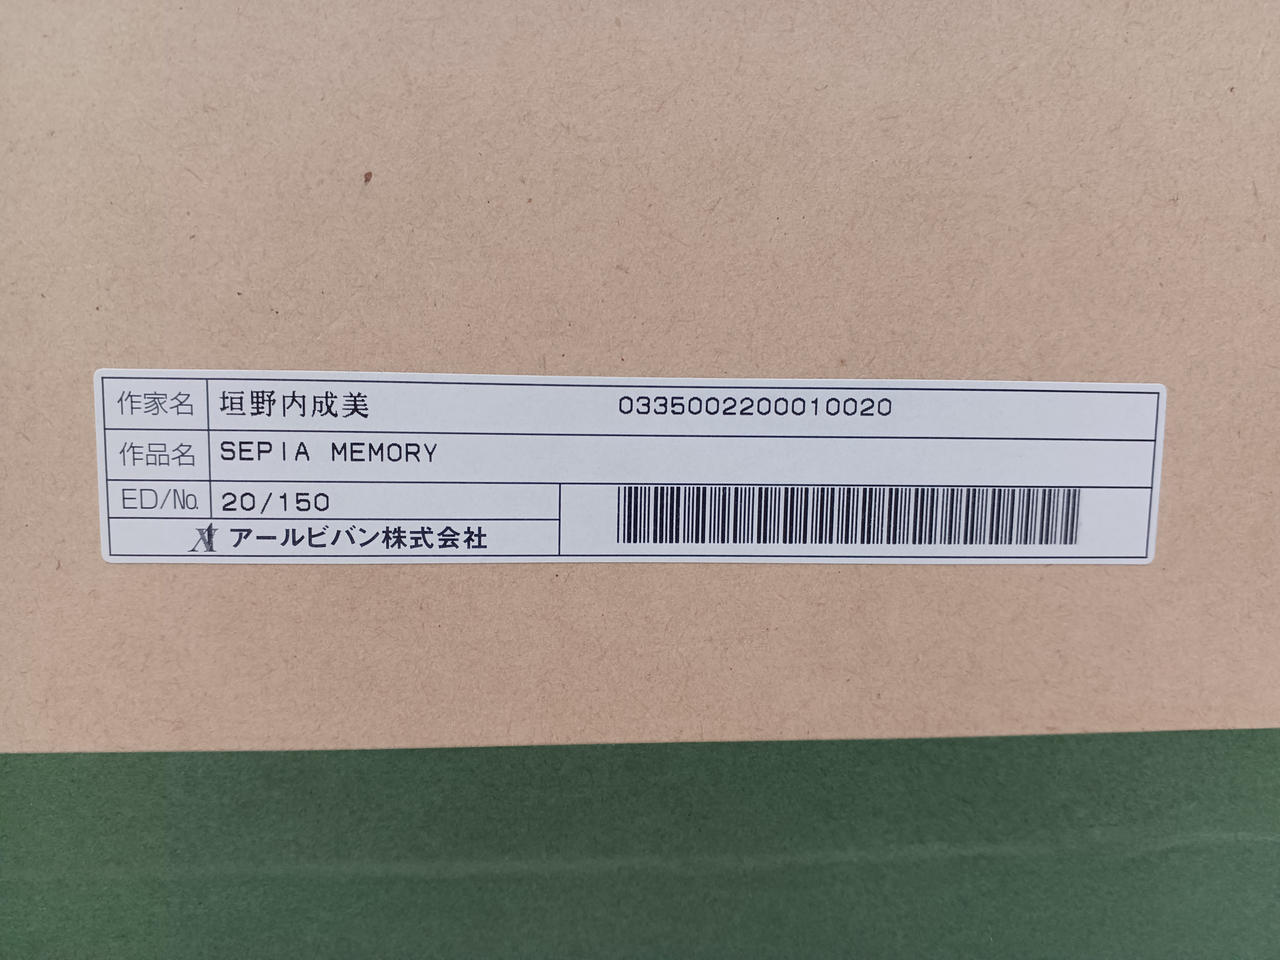 作家名 垣野内成美 0335002200010020
作品名 SEPIA MEMORY
ED/No. 20/150
アールビバン株式会社